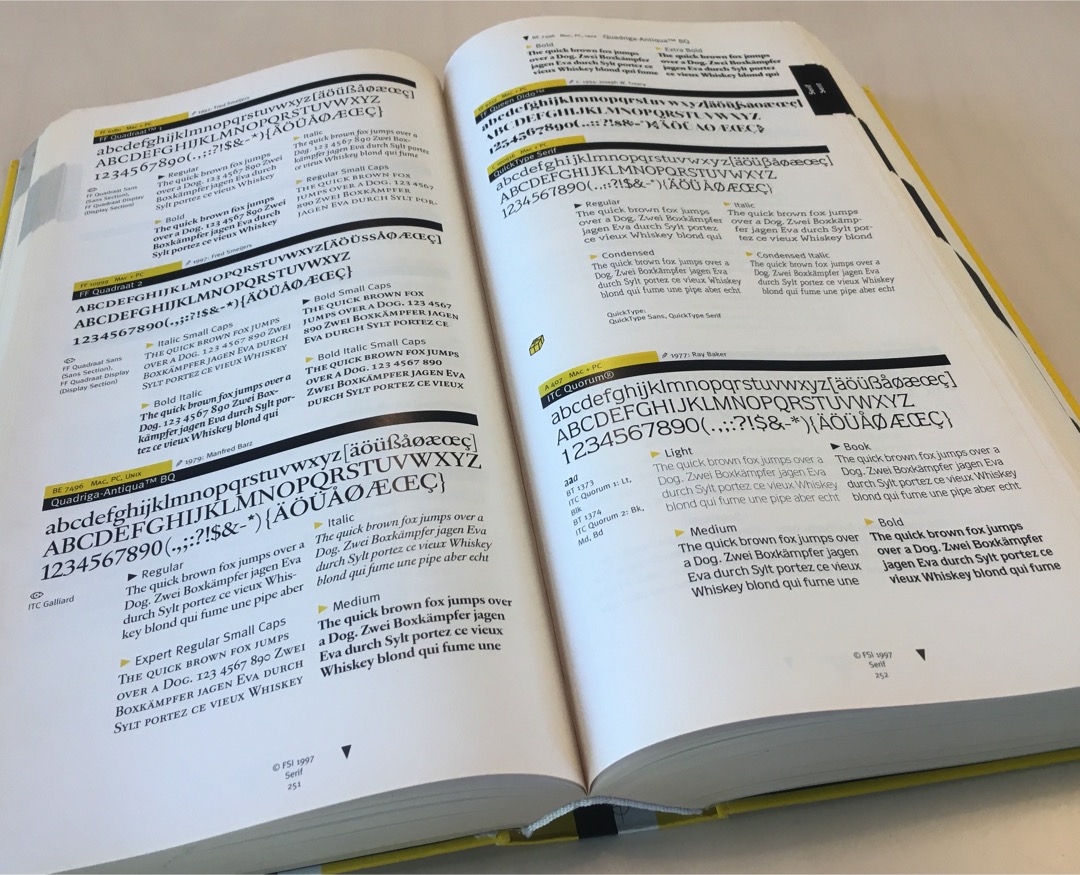 FF Quadraat™ 1
1992: Fred Smeijers
abcdefghijklmnopqrstuvwxyz[äöüßåøæœç]
ABCDEFGHIJKLMNOPQRSTUVWXYZ
1234567890(.,;:?!$&-*){ÄÖÜÅØÆŒÇ}
FF Quadraat Sans
(Sans Section),
FF Quadraat Display
(Display Section)
Regular
The quick brown fox jumps
over a Dog. 123 4567 890 Zwei
Boxkämpfer jagen Eva durch
Sylt portez ce vieux Whiskey
Italic
The quick brown fox jumps over a
Dog. 123 4567 890 Zwei Box-
kämpfer jagen Eva durch Sylt por-
tez ce vieux Whiskey blond qui fume
Bold
The quick brown fox jumps
over a Dog. 123 4567 890 Zwei
Boxkämpfer jagen Eva durch
Sylt portez ce vieux Whiskey
Regular Small Caps
The quick brown fox
jumps over a Dog. 123 4567
890 Zwei Boxkämpfer
jagen Eva durch Sylt por-
FF 10999 Mac + PC
1997: Fred Smeijers
FF Quadraat 2
ABCDEFGHIJKLMNOPQRSTUVWXYZ[ÄÖÜSSÅØÆŒÇ]
ABCDEFGHIJKLMNOPQRSTUVWXYZ
1234567890(.,;:?!$&-*){ÄÖÜÅØÆŒÇ}
FF Quadraat Sans
(Sans Section),
FF Quadraat Display
(Display Section)
Italic Small Caps
The quick brown fox jumps
over a Dog. 123 4567 890 Zwei
Boxkämpfer jagen Eva durch
Sylt portez ce vieux Whiskey
Bold Small Caps
The quick brown fox
jumps over a Dog. 123 4567
890 Zwei Boxkämpfer jagen
Eva durch Sylt portez ce
Bold Italic
The quick brown fox jumps over a
Dog. 123 4567 890 Zwei Box-
kämpfer jagen Eva durch Sylt por-
tez ce vieux Whiskey blond qui
Bold Italic Small Caps
The quick brown fox jumps
over a Dog. 123 4567 890
Zwei Boxkämpfer jagen Eva
durch Sylt portez ce vieux
BE 7496 Mac, PC, Unix
1979: Manfred Barz
Quadriga-Antiqua™ BQ
abcdefghijklmnopqrstuvwxyz[äöüßåøæœç]
ABCDEFGHIJKLMNOPQRSTUVWXYZ
1234567890(.,;:?!$&-*){ÄÖÜÅØÆŒÇ}
ITC Galliard
Regular
The quick brown fox jumps over a
Dog. Zwei Boxkämpfer jagen Eva
durch Sylt portez ce vieux Whis-
key blond qui fume une pipe aber
Italic
The quick brown fox jumps over a
Dog. Zwei Boxkämpfer jagen Eva
durch Sylt portez ce vieux Whiskey
blond qui fume une pipe aber echt
Expert Regular Small Caps
The quick brown fox jumps
over a Dog. 123 4567 890 Zwei
Boxkämpfer jagen Eva durch
Sylt portez ce vieux Whiskey
Medium
The quick brown fox jumps over
a Dog. Zwei Boxkämpfer jagen
Eva durch Sylt portez ce vieux
Whiskey blond qui fume une
© FSI 1997
Serif
251
BE 7496 Mac, PC, Unix Quadriga-Antiqua™ BQ
Bold
The quick brown fox jumps
over a Dog. Zwei Boxkämpfer
jagen Eva durch Sylt portez ce
vieux Whiskey blond qui fume
Extra Bold
The quick brown fox jumps
over a Dog. Zwei Boxkämpfer
jagen Eva durch Sylt portez
ce vieux Whiskey blond qui
TF Queen Dido™
abcdefghijklmnopqrstuvwxyz[äöüßåøæœç]
ABCDEFGHIJKLMNOPQRSTUVWXYZ
QuickType Serif
abcdefghijklmnopqrstuvwxyz[äöüßåøæœç]
ABCDEFGHIJKLMNOPQRSTUVWXYZ
1234567890(.,;:?!$&-*){ÄÖÜÅØÆŒÇ}
Regular
The quick brown fox jumps
over a Dog. Zwei Boxkämpfer
jagen Eva durch Sylt portez
ce vieux Whiskey blond qui
Italic
The quick brown fox jumps
over a Dog. Zwei Boxkämp-
fer jagen Eva durch Sylt por-
tez ce vieux Whiskey blond
Condensed
The quick brown fox jumps over a
Dog. Zwei Boxkämpfer jagen Eva
durch Sylt portez ce vieux Whiskey
blond qui fume une pipe aber echt
Condensed Italic
The quick brown fox jumps over a
Dog. Zwei Boxkämpfer jagen Eva
durch Sylt portez ce vieux Whiskey
blond qui fume une pipe aber echt
QuickType:
QuickType Sans, QuickType Serif
A 407 Mac + PC
1977: Ray Baker
ITC Quorum®
abcdefghijklmnopqrstuvwxyz[äöüßåøæœç]
ABCDEFGHIJKLMNOPQRSTUVWXYZ
1234567890(.,;:?!$&-*){ÄÖÜÅØÆŒÇ}
aaa
BT 1373
ITC Quorum 1: Lt,
Blk
BT 1374
ITC Quorum 2: Bk,
Md, Bd
Light
The quick brown fox jumps over a
Dog. Zwei Boxkämpfer jagen Eva
durch Sylt portez ce vieux Whiskey
blond qui fume une pipe aber echt
Book
The quick brown fox jumps over a
Dog. Zwei Boxkämpfer jagen Eva
durch Sylt portez ce vieux Whiskey
blond qui fume une pipe aber echt
Medium
The quick brown fox jumps over
a Dog. Zwei Boxkämpfer jagen
Eva durch Sylt portez ce vieux
Whiskey blond qui fume une
Bold
The quick brown fox jumps
over a Dog. Zwei Boxkämpfer
jagen Eva durch Sylt portez ce
vieux Whiskey blond qui fume
© FSI 1997
Serif
252